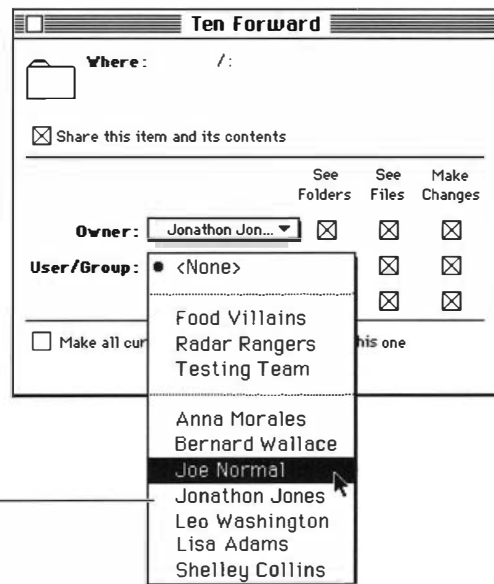 Ten Forward
Where: /:
Share this item and its contents
See See Make
Folders Files Changes
Owner: Jonathon Jon...
User/Group: <None>
Food Villains
Radar Rangers
Testing Team
Make all cur his one
Anna Morales
Bernard Wallace
Joe Normal
Jonathon Jones
Leo Washington
Lisa Adams
Shelley Collins